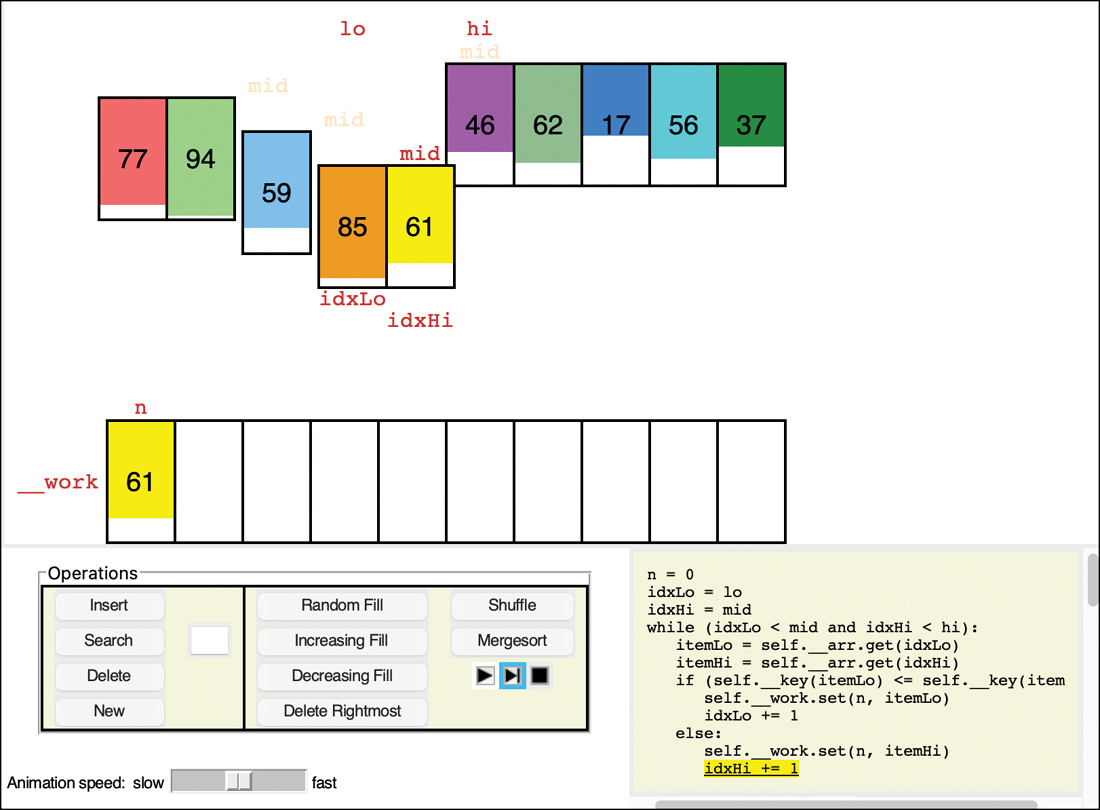 lo hi
mid
mid
mid
46 62 17 56 37
mid
77 94
59
85 61
idxLo
idxHi
n
__work 61
Operations
Insert Random Fill Shuffle
Search Increasing Fill Mergesort
Delete Decreasing Fill
New Delete Rightmost
Animation speed: slow fast
n = 0
idxLo = lo
idxHi = mid
while (idxLo < mid and idxHi < hi):
itemLo = self.__arr.get(idxLo)
itemHi = self.__arr.get(idxHi)
if (self.__key(itemLo) <= self.__key(item
self.__work.set(n, itemLo)
idxLo += 1
else:
self.__work.set(n, itemHi)
idxHi += 1